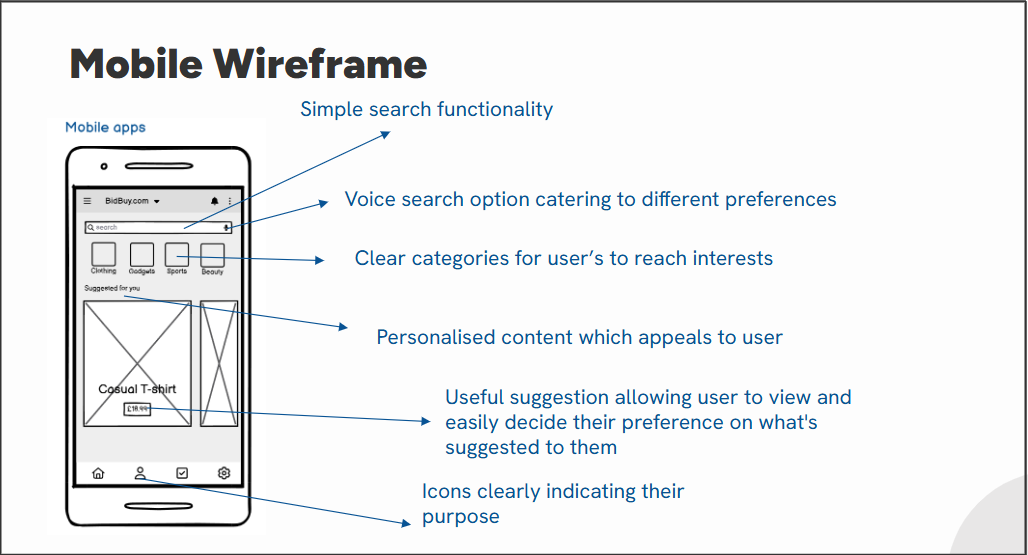 Mobile Wireframe
Simple search functionality
Mobile apps
BidBuy.com
Voice search option catering to different preferences
search
Clear categories for user's to reach interests
Clothing Gadgets Sports Beauty
Suggested for you
Personalised content which appeals to user
Casual T-shirt
£18.99
Useful suggestion allowing user to view and
easily decide their preference on what's
suggested to them
Icons clearly indicating their
purpose